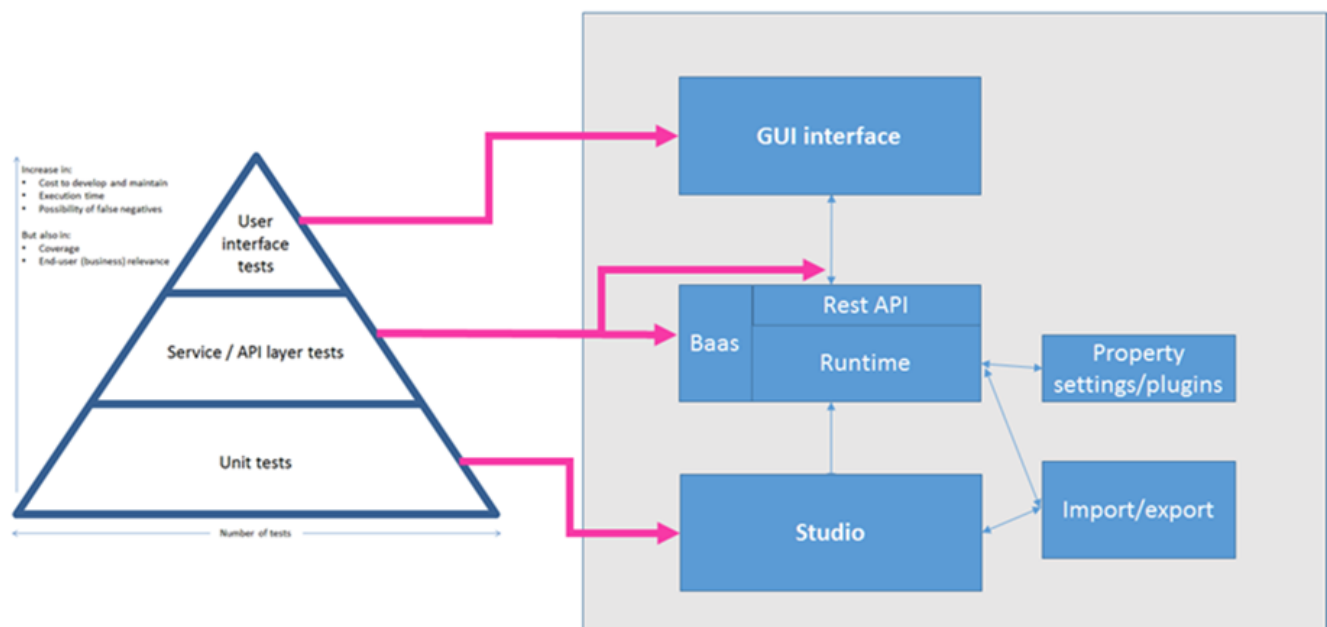 Increase in:
• Cost to develop and maintain
• Execution time
• Possibility of false negatives
But also in:
• Coverage
• End-user (business) relevance
User
interface
tests
Service / API layer tests
Unit tests
Number of tests
GUI interface
Rest API
Baas
Runtime
Property
settings/plugins
Import/export
Studio